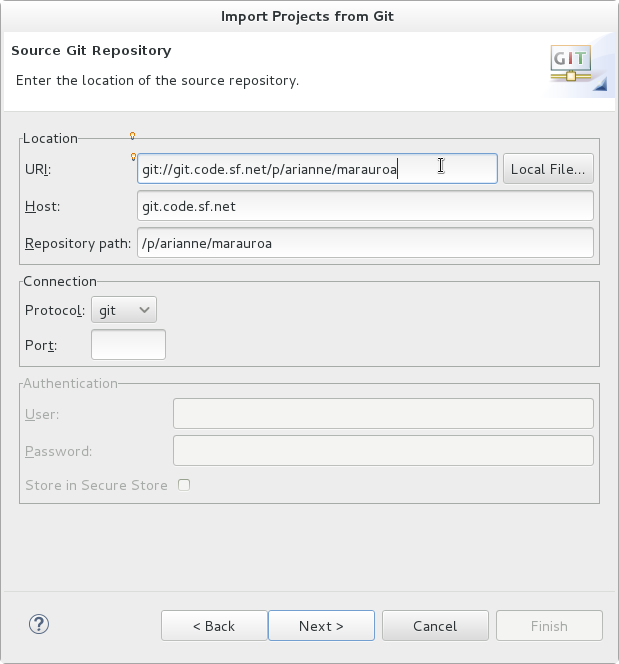 Import Projects from Git
Source Git Repository
Enter the location of the source repository.
GIT
Location
URI: git://git.code.sf.net/p/arianne/marauroa Local File...
Host: git.code.sf.net
Repository path: /p/arianne/marauroa
Connection
Protocol: git
Port:
Authentication
User:
Password:
Store in Secure Store
? < Back Next > Cancel Finish